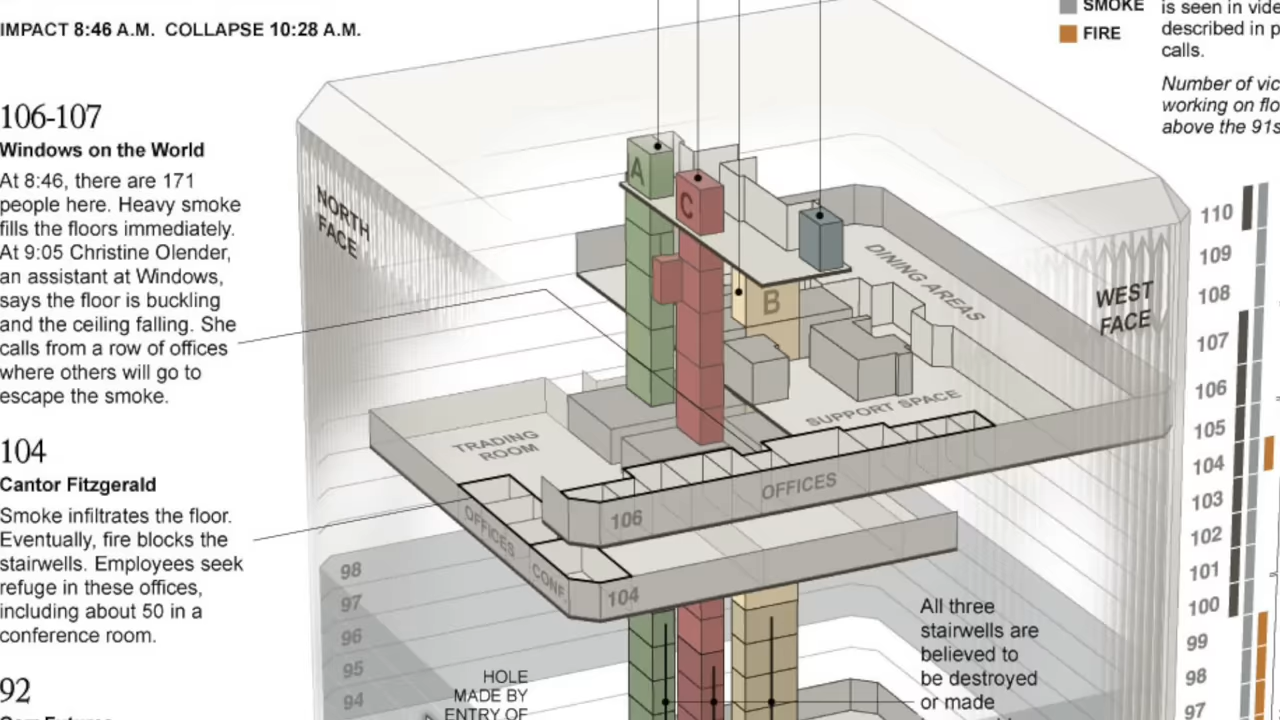 IMPACT 8:46 A.M. COLLAPSE 10:28 A.M.
106-107
Windows on the World
At 8:46, there are 171
people here. Heavy smoke
fills the floors immediately.
At 9:05 Christine Olender,
an assistant at Windows,
says the floor is buckling
and the ceiling falling. She
calls from a row of offices
where others will go to
escape the smoke.
104
Cantor Fitzgerald
Smoke infiltrates the floor.
Eventually, fire blocks the
stairwells. Employees seek
refuge in these offices,
including about 50 in a
conference room.
92
NORTH
FACE
A
C
B
DINING AREAS
WEST
FACE
SUPPORT SPACE
TRADING
ROOM
OFFICES
106
OFFICES
CONF.
104
98
97
96
95
94
HOLE
MADE BY
ENTRY OF
All three
stairwells are
believed to
be destroyed
or made
SMOKE
FIRE
is seen in vide
described in p
calls.
Number of vic
working on flo
above the 91s
110
109
108
107
106
105
104
103
102
101
100
99
98
97